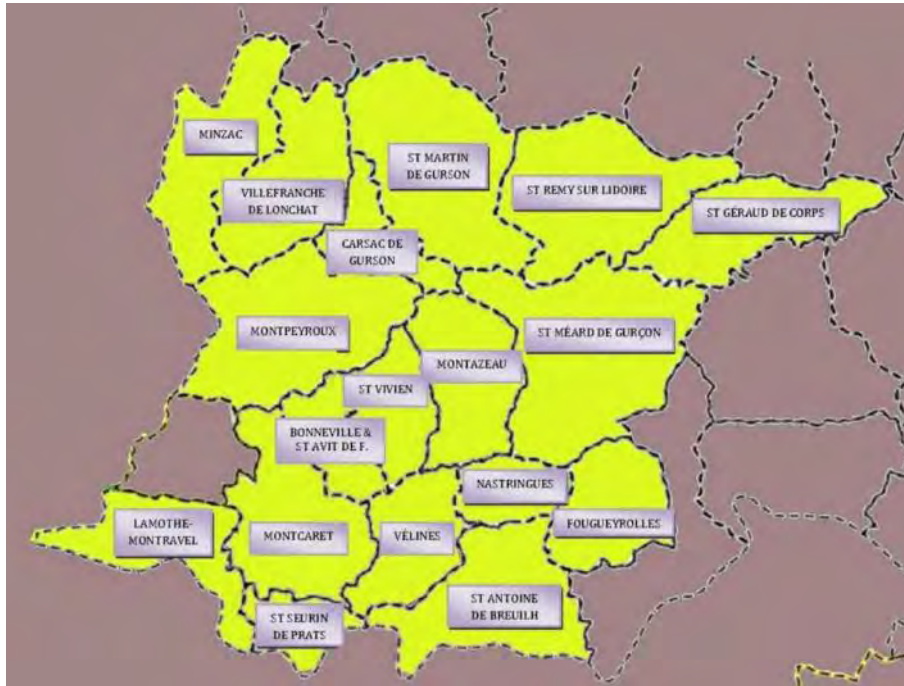 MINZAC
ST MARTIN
DE GURSON
VILLEFRANCHE
DE LONCHAT
ST REMY SUR LIDOIRE
ST GÉRAUD DE CORPS
CARSAC DE
GURSON
MONTPEYROUX
ST MÉARD DE GURÇON
MONTAZEAU
ST VIVIEN
BONNEVILLE &
ST AVIT DE F.
NASTRINGUES
LAMOTHE-
MONTRAVEL
MONTCARET
VÉLINES
FOUGUEYROLLES
ST ANTOINE
DE BREUILH
ST SEURIN
DE PRATS